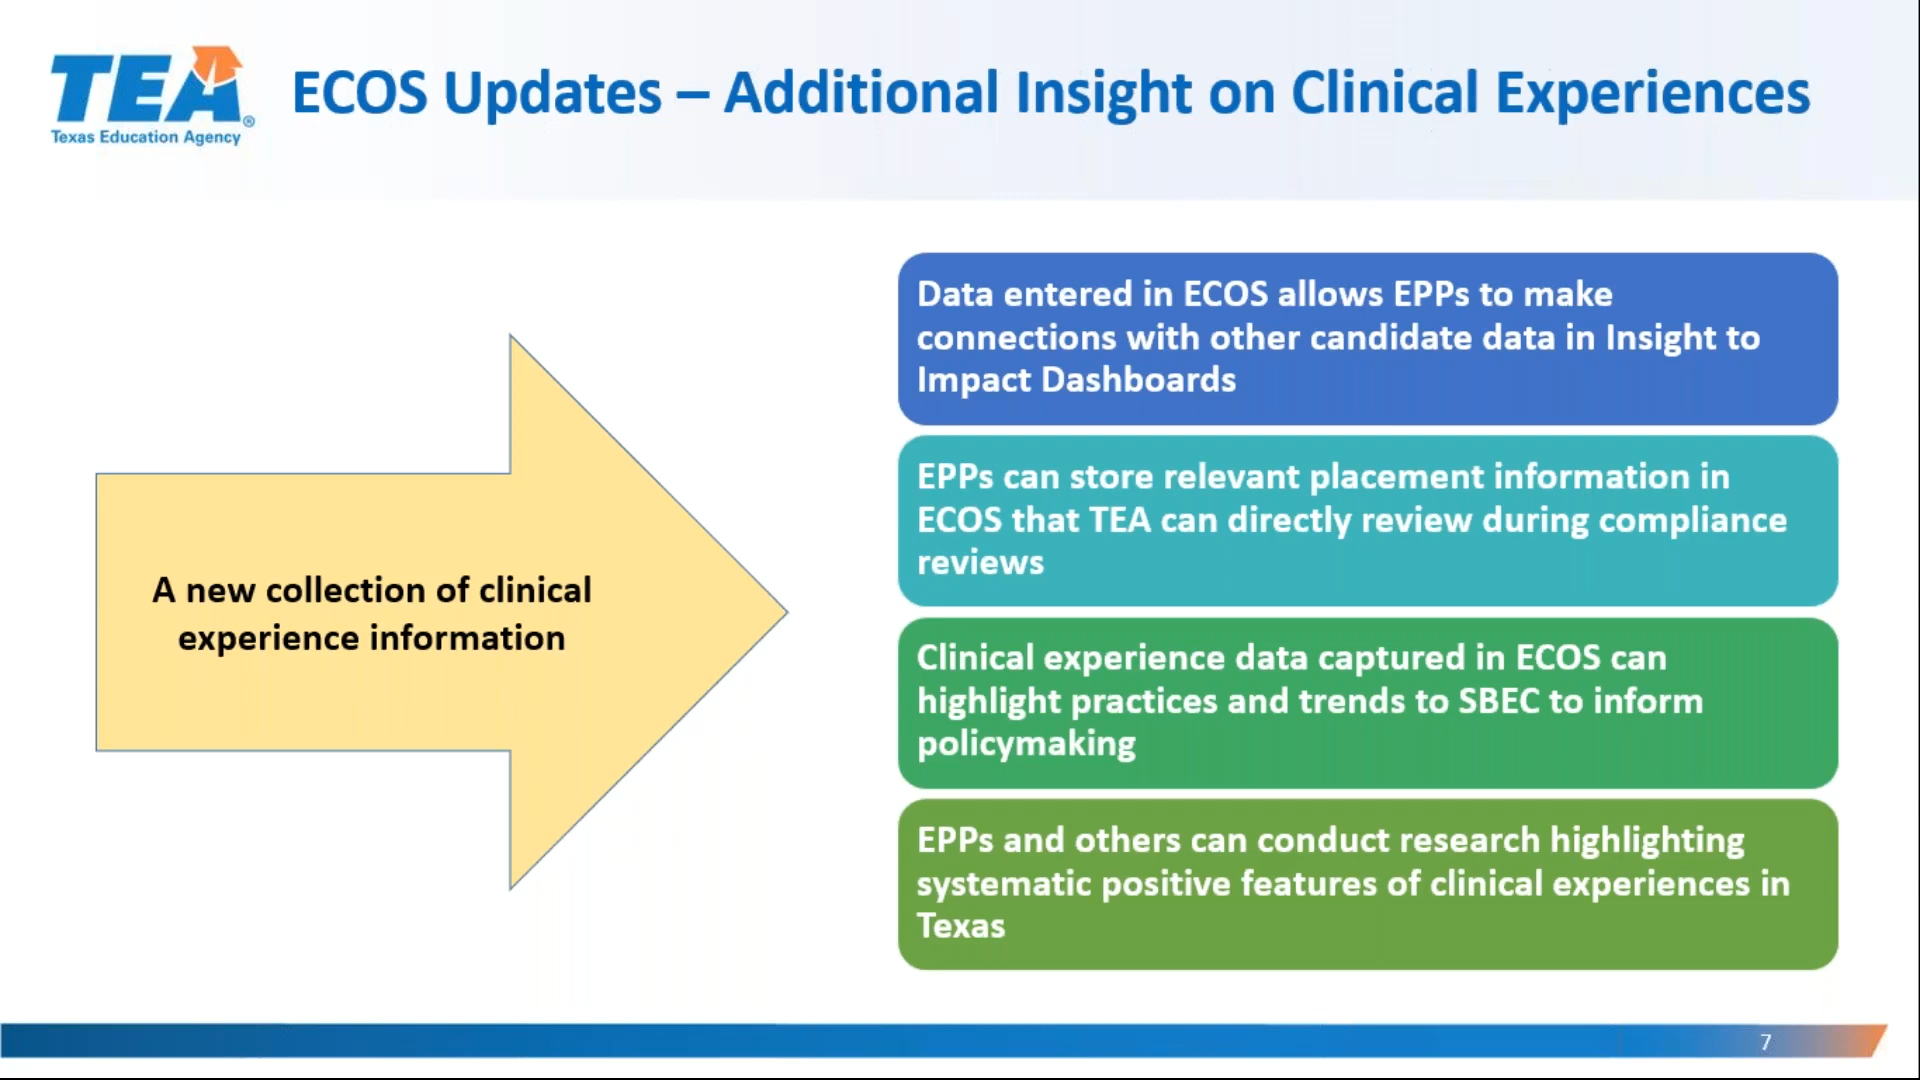 TEA®
Texas Education Agency
ECOS Updates – Additional Insight on Clinical Experiences
A new collection of clinical
experience information
Data entered in ECOS allows EPPs to make
connections with other candidate data in Insight to
Impact Dashboards
EPPs can store relevant placement information in
ECOS that TEA can directly review during compliance
reviews
Clinical experience data captured in ECOS can
highlight practices and trends to SBEC to inform
policymaking
EPPs and others can conduct research highlighting
systematic positive features of clinical experiences in
Texas
7